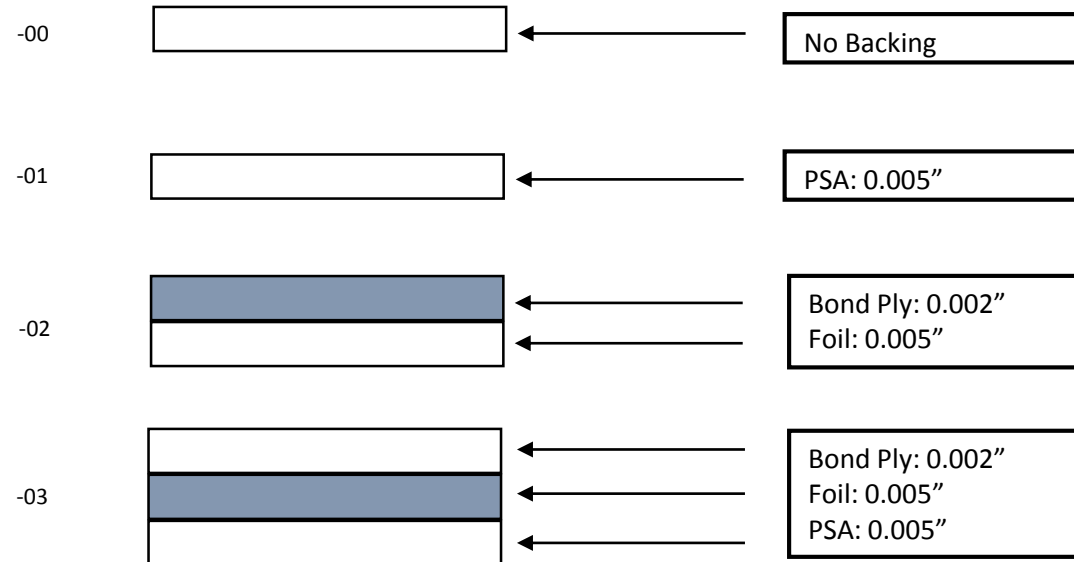 -00
No Backing
-01
PSA: 0.005”
-02
Bond Ply: 0.002”
Foil: 0.005”
-03
Bond Ply: 0.002”
Foil: 0.005”
PSA: 0.005”